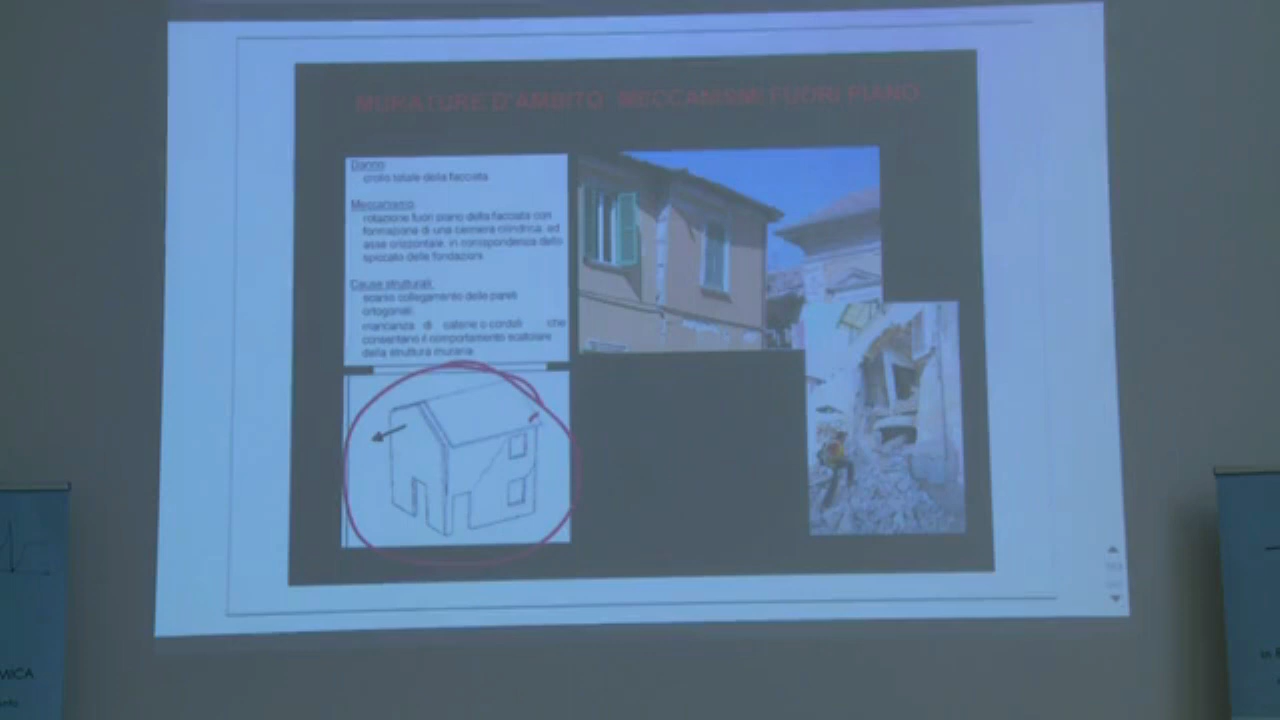 MURATURE D'AMBITO: MECCANISMI FUORI PIANO
Danno
crollo totale della facciata
Meccanismo
rotazione fuori piano della facciata con
formazione di una cerniera cilindrica, ad
asse orizzontale, in corrispondenza dello
spiccato delle fondazioni
Cause strutturali
scarso collegamento delle pareti
ortogonali
mancanza di catene o cordoli che
consentano il comportamento scatolare
della struttura muraria
MICA